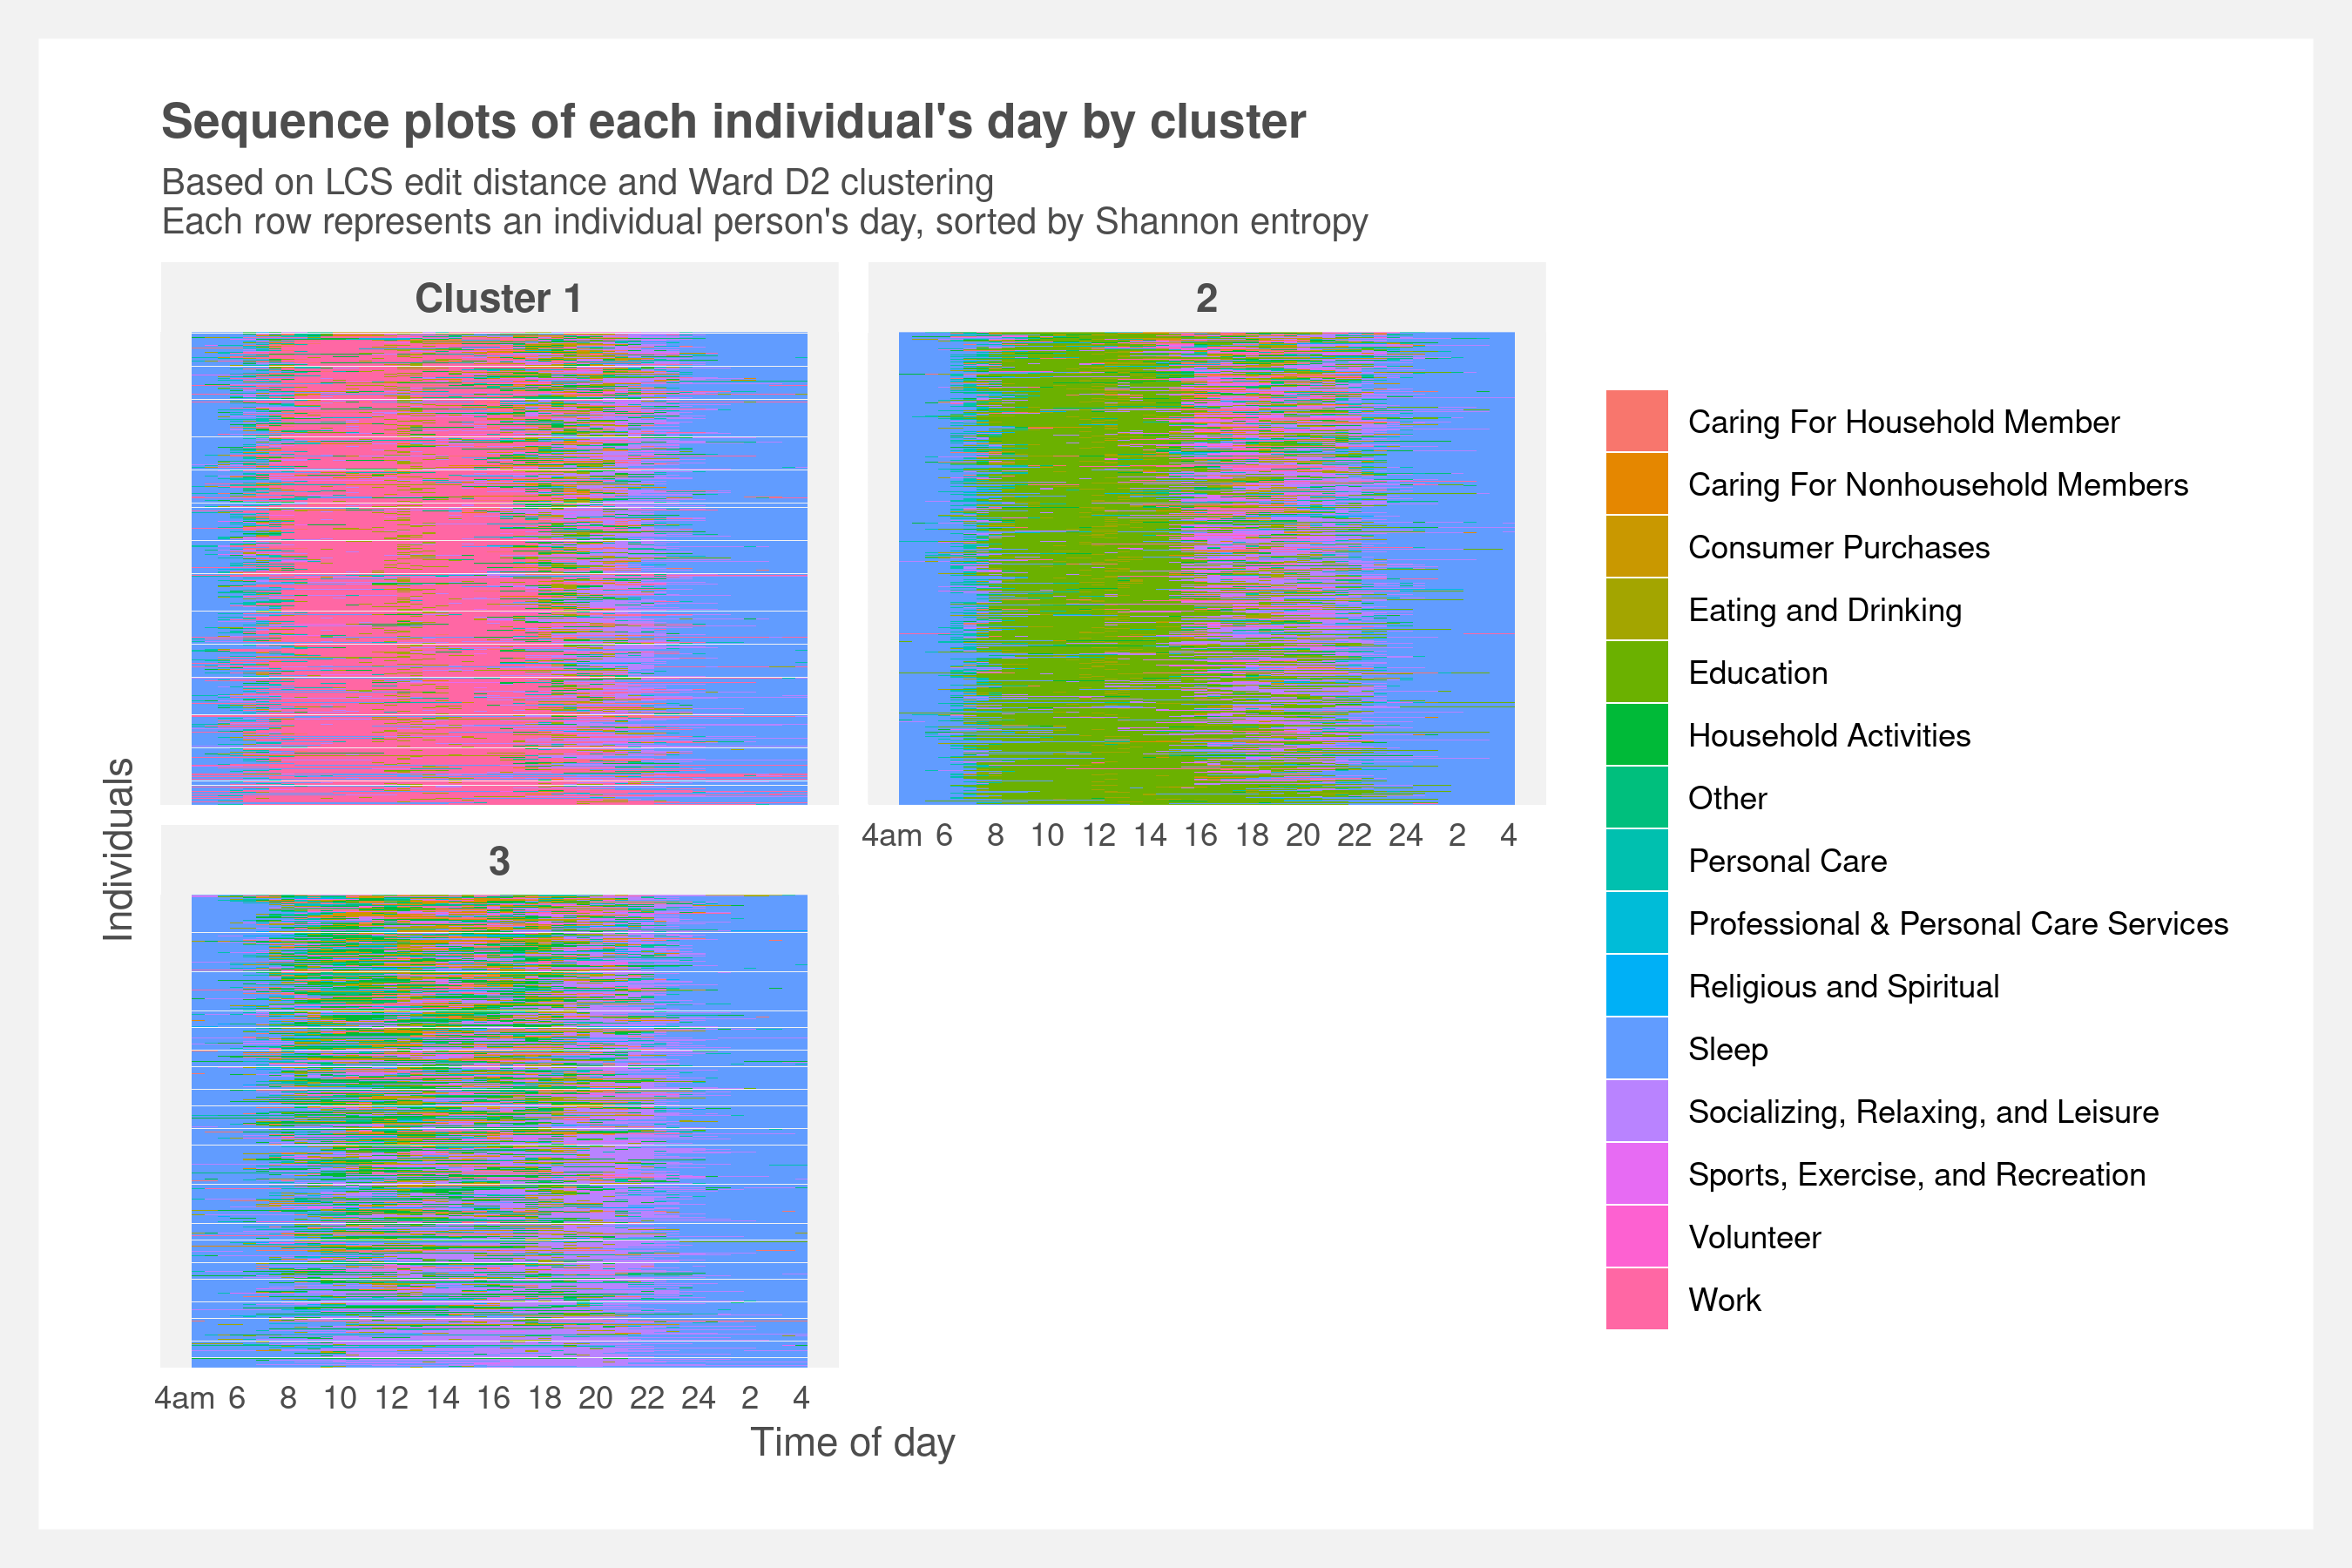 Sequence plots of each individual's day by cluster
Based on LCS edit distance and Ward D2 clustering
Each row represents an individual person's day, sorted by Shannon entropy
Cluster 1
2
4am 6 8 10 12 14 16 18 20 22 24 2 4
3
4am 6 8 10 12 14 16 18 20 22 24 2 4
Time of day
Individuals
Caring For Household Member
Caring For Nonhousehold Members
Consumer Purchases
Eating and Drinking
Education
Household Activities
Other
Personal Care
Professional & Personal Care Services
Religious and Spiritual
Sleep
Socializing, Relaxing, and Leisure
Sports, Exercise, and Recreation
Volunteer
Work